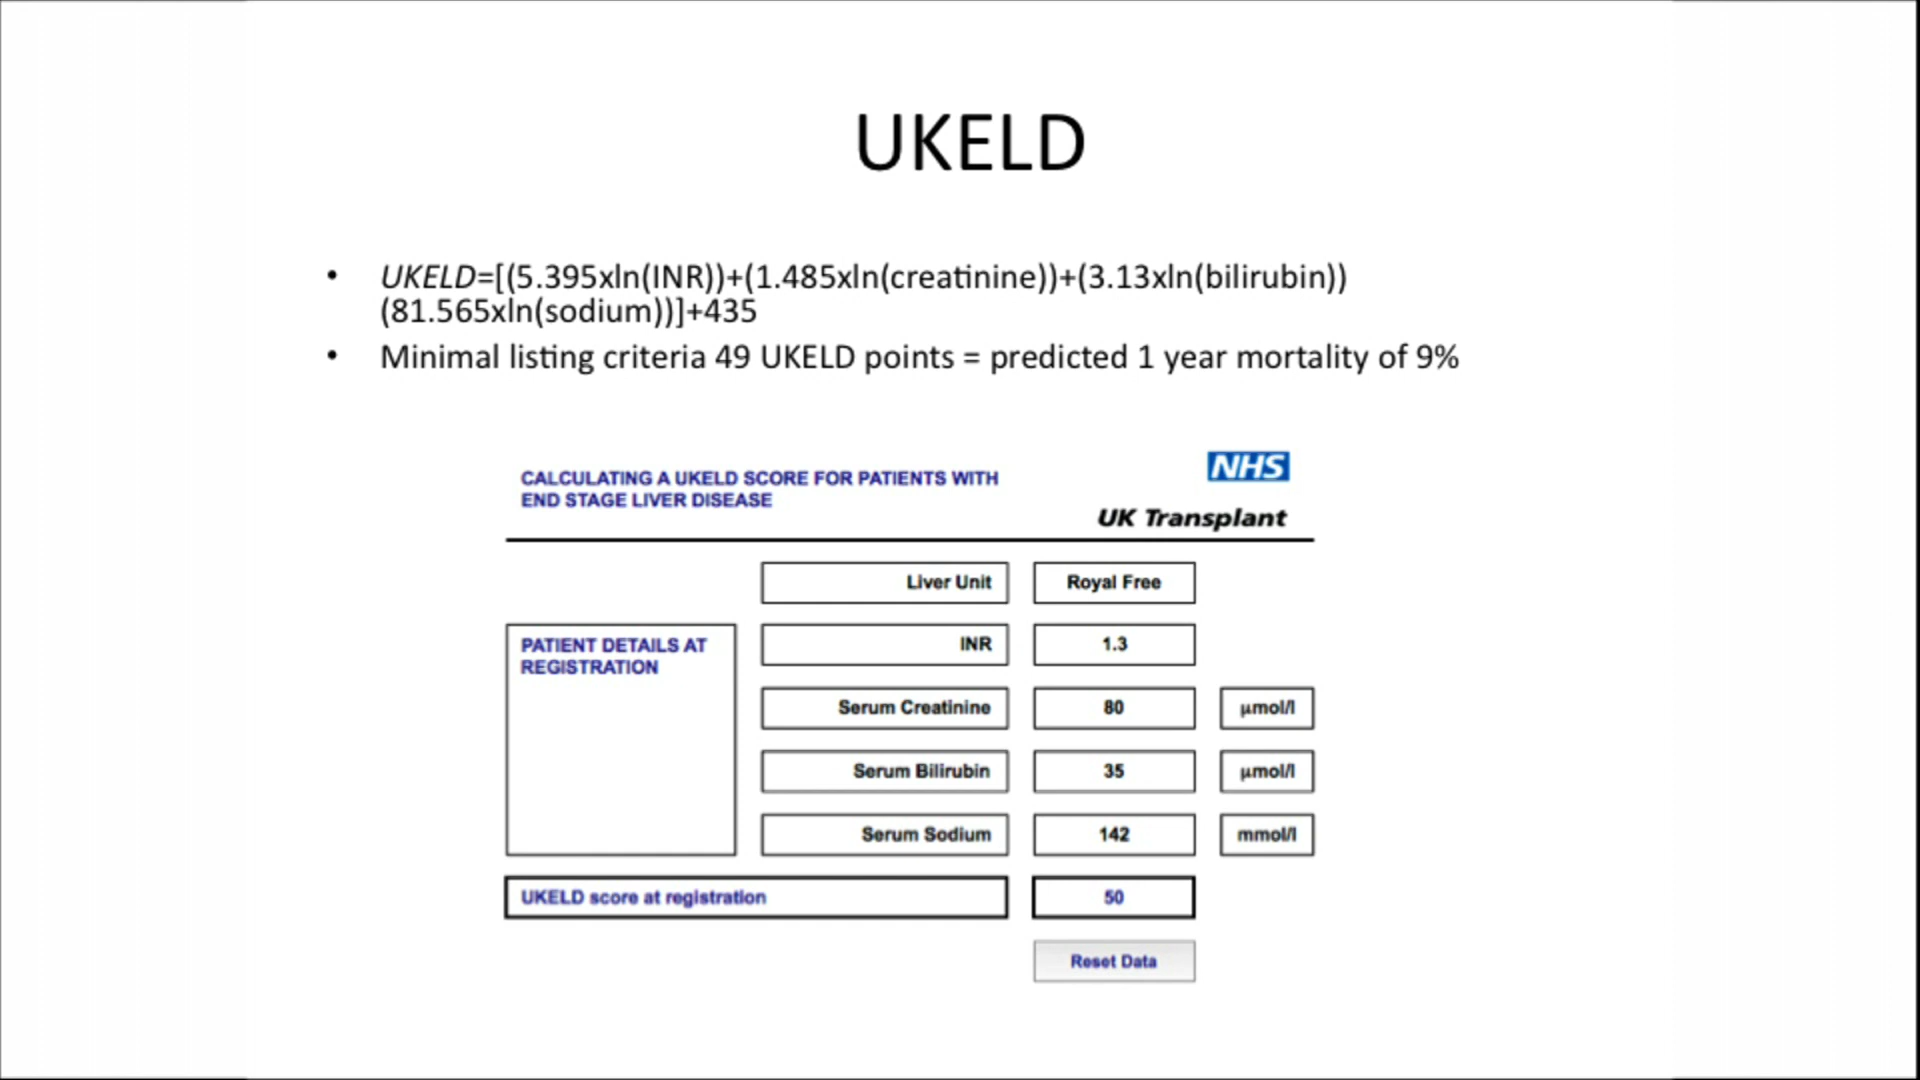 UKELD
• UKELD=[(5.395xln(INR))+(1.485xln(creatinine))+(3.13xln(bilirubin))
(81.565xln(sodium))]+435
• Minimal listing criteria 49 UKELD points = predicted 1 year mortality of 9%
CALCULATING A UKELD SCORE FOR PATIENTS WITH
END STAGE LIVER DISEASE
NHS
UK Transplant
Liver Unit Royal Free
PATIENT DETAILS AT
REGISTRATION
INR 1.3
Serum Creatinine 80 µmol/l
Serum Bilirubin 35 µmol/l
Serum Sodium 142 mmol/l
UKELD score at registration 50
Reset Data